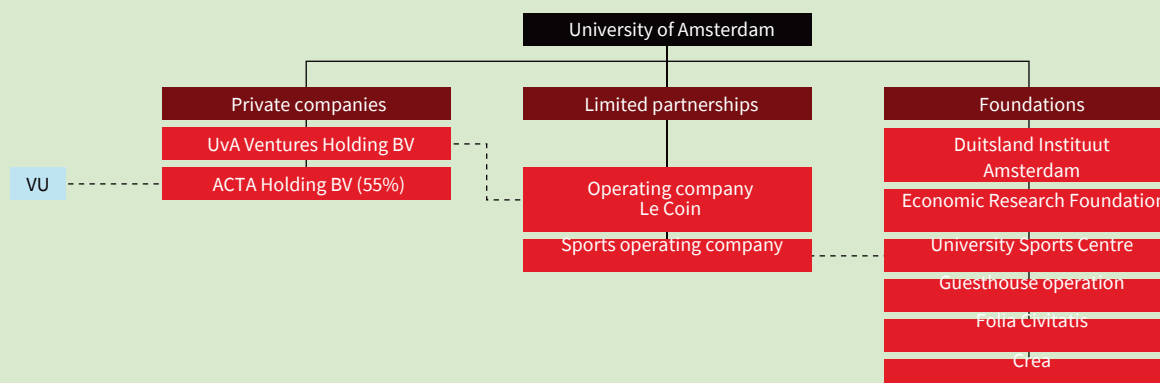 University of Amsterdam
Private companies
Limited partnerships
Foundations
UvA Ventures Holding BV
ACTA Holding BV (55%)
VU
Operating company
Le Coin
Sports operating company
Duitsland Instituut
Amsterdam
Economic Research Foundation
University Sports Centre
Guesthouse operation
Folia Civitatis
Crea